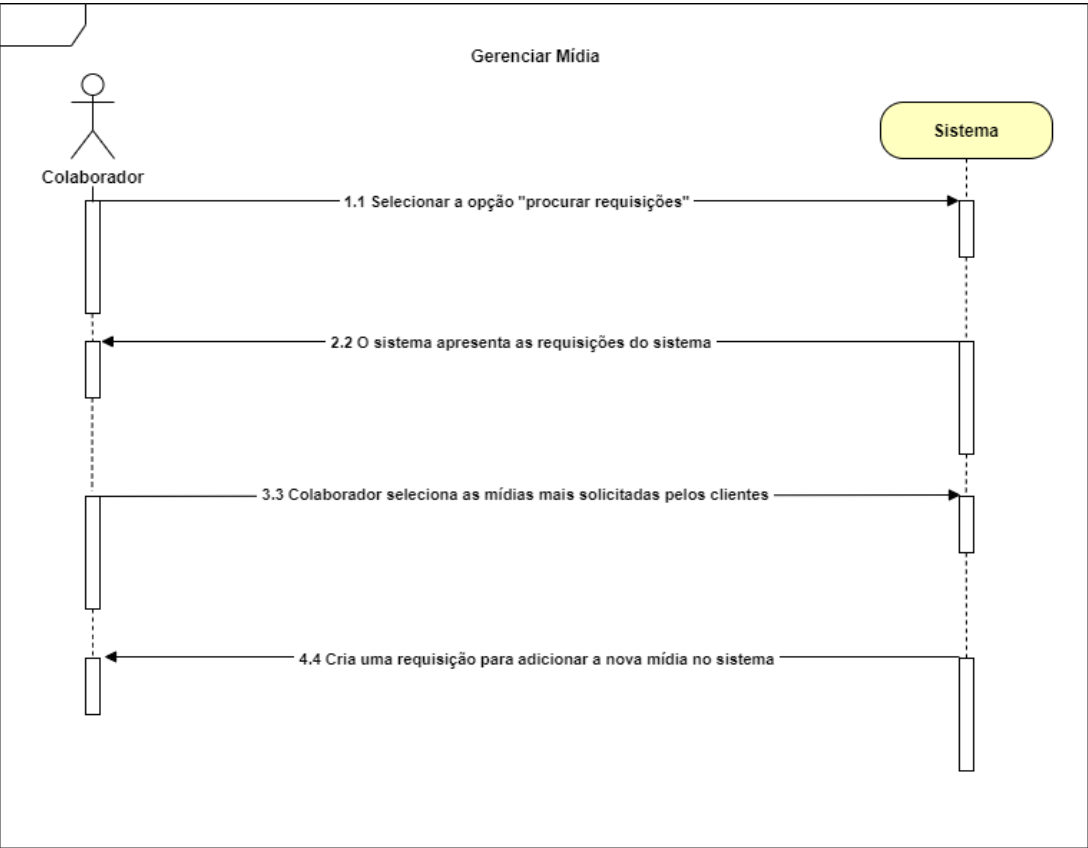 Gerenciar Mídia
Sistema
Colaborador
1.1 Selecionar a opção "procurar requisições"
2.2 O sistema apresenta as requisições do sistema
3.3 Colaborador seleciona as mídias mais solicitadas pelos clientes
4.4 Cria uma requisição para adicionar a nova mídia no sistema